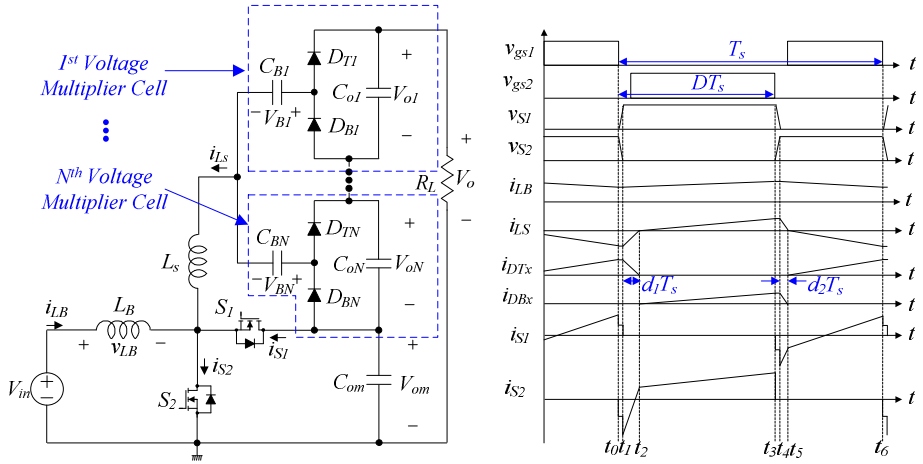 1st Voltage
Multiplier Cell
Nth Voltage
Multiplier Cell
CB1
−VB1+
DT1
DB1
Co1
+
Vo1
−
iLs
Ls
CBN
−VBN+
DTN
DBN
CoN
+
VoN
−
RL
+
Vo
−
iLB
LB
+ vLB −
Vin
S1
iS1
iS2
S2
Com
+
Vom
−
vgs1
Ts
t
vgs2
DTs
t
vS1
t
vS2
t
iLB
t
iLS
t
iDTx
d1Ts
d2Ts
t
iDBx
t
iS1
t
iS2
t
t0 t1 t2 t3 t4 t5 t6